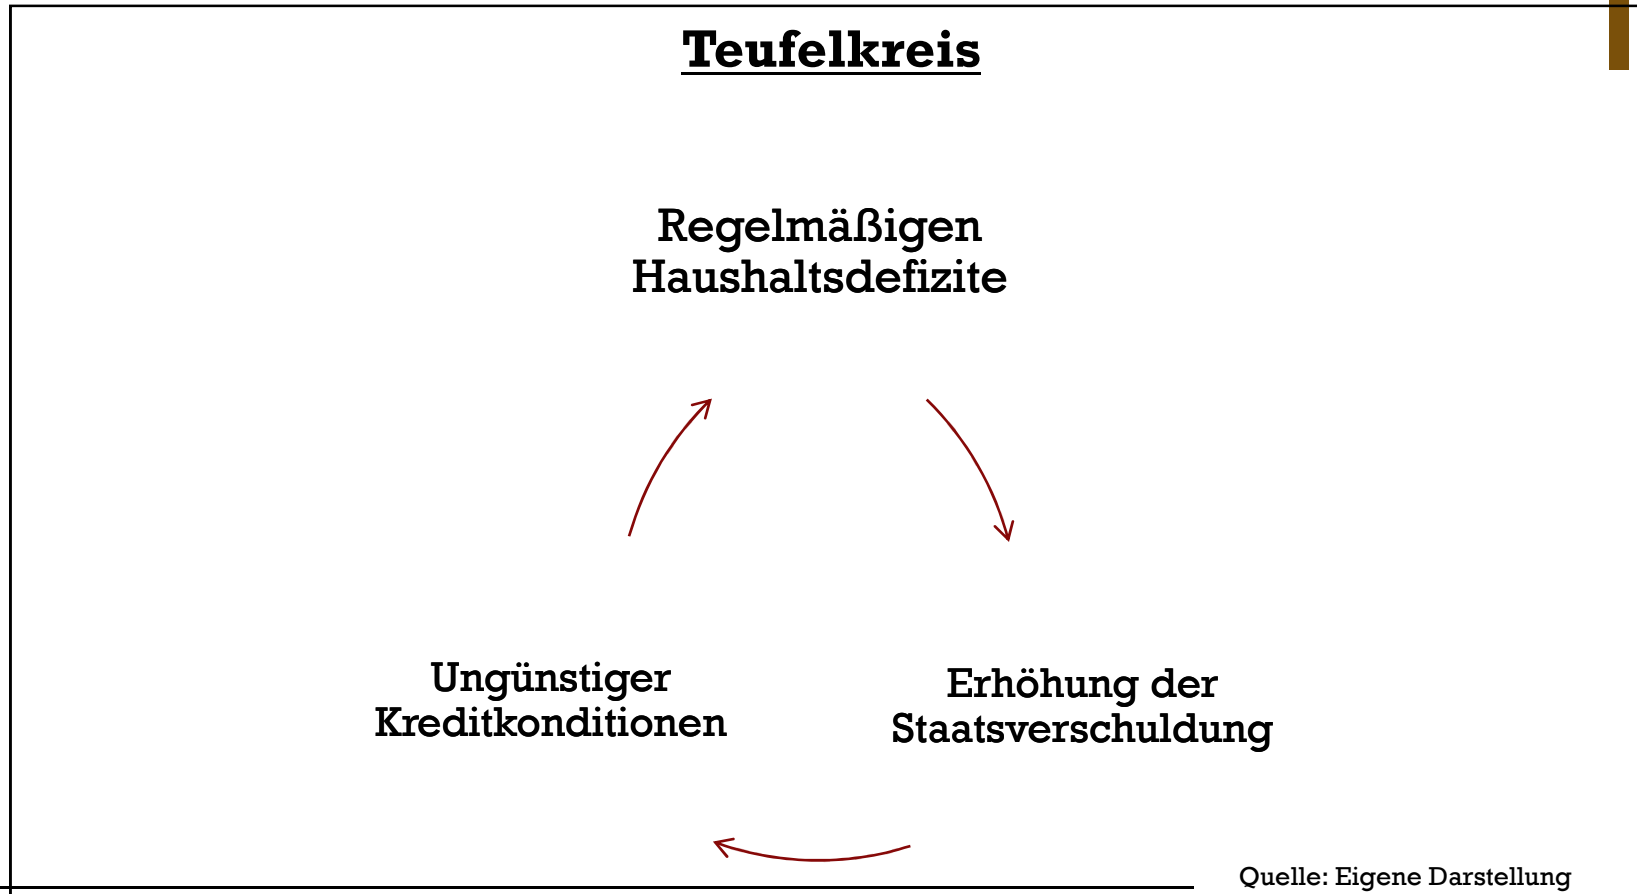 Teufelkreis
Regelmäßigen
Haushaltsdefizite
Ungünstiger
Kreditkonditionen
Erhöhung der
Staatsverschuldung
Quelle: Eigene Darstellung